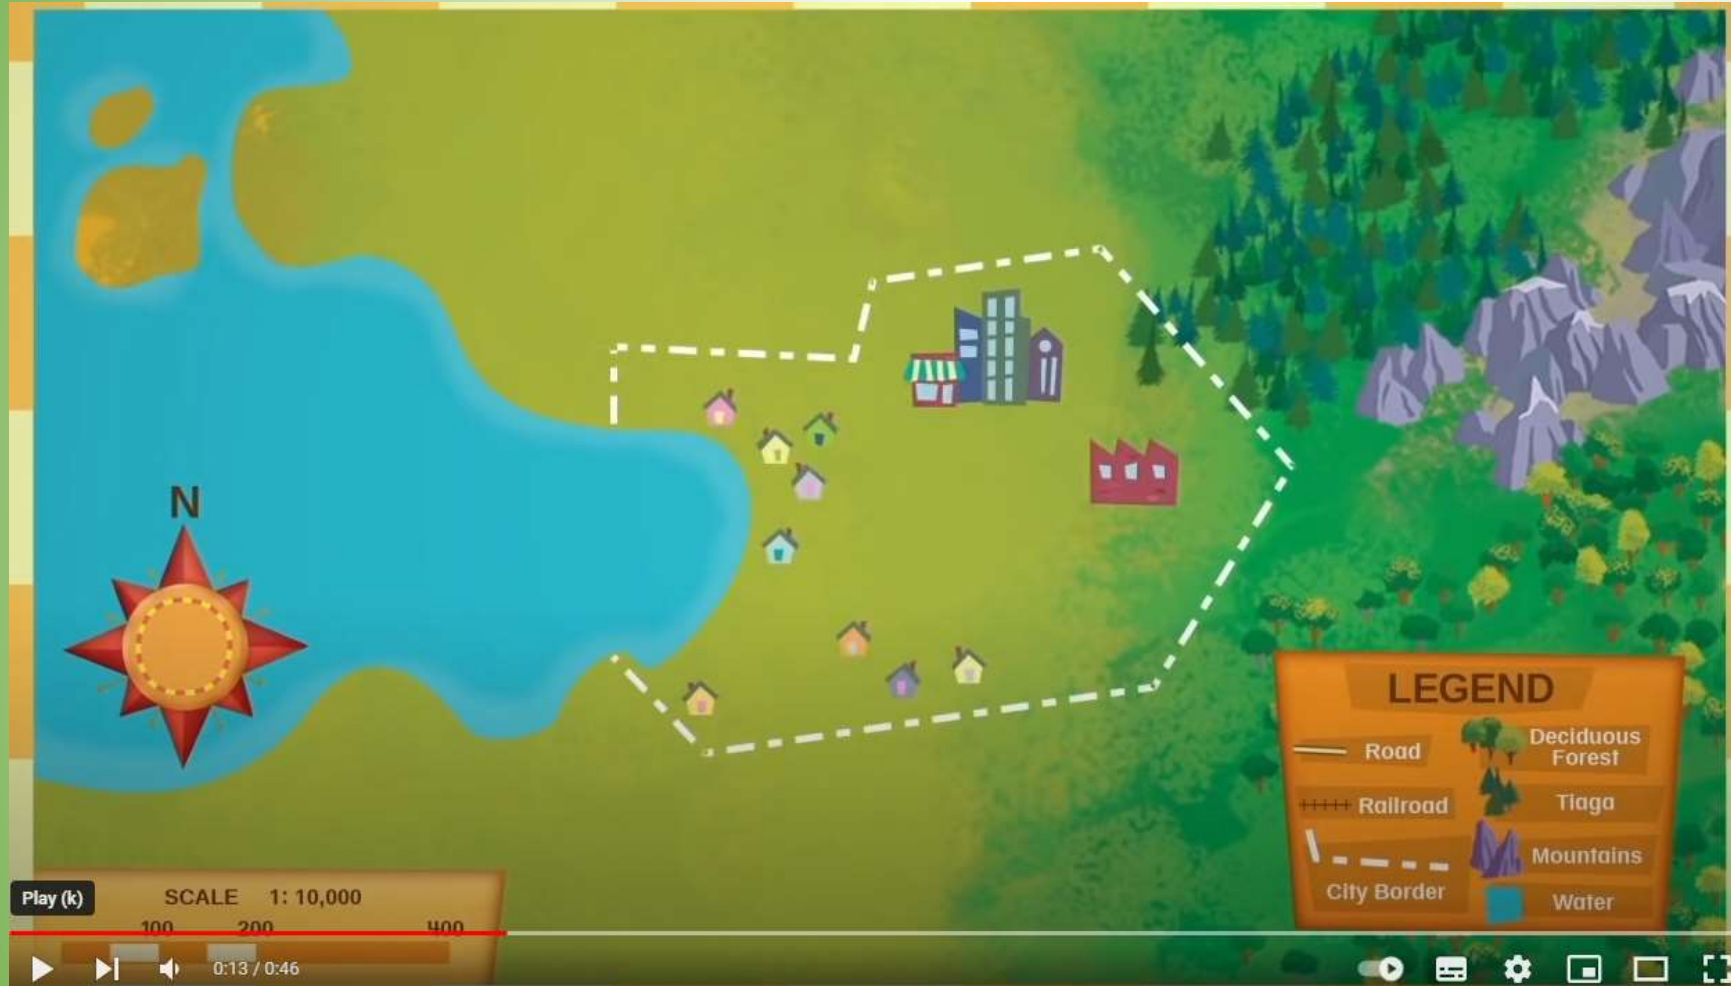 N
LEGEND
Road
Deciduous
Forest
Railroad
Tiaga
Mountains
City Border
Water
SCALE 1: 10,000
100 200 400
Play (k)
0:13 / 0:46